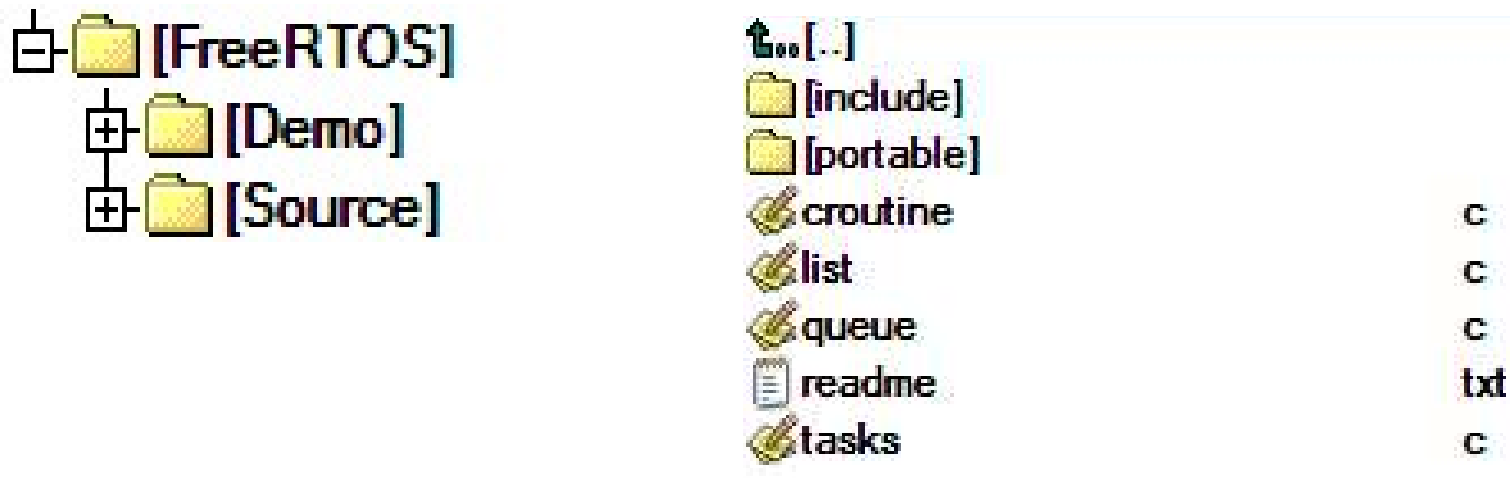 [FreeRTOS]
[Demo]
[Source]
[..]
[include]
[portable]
croutine c
list c
queue c
readme txt
tasks c